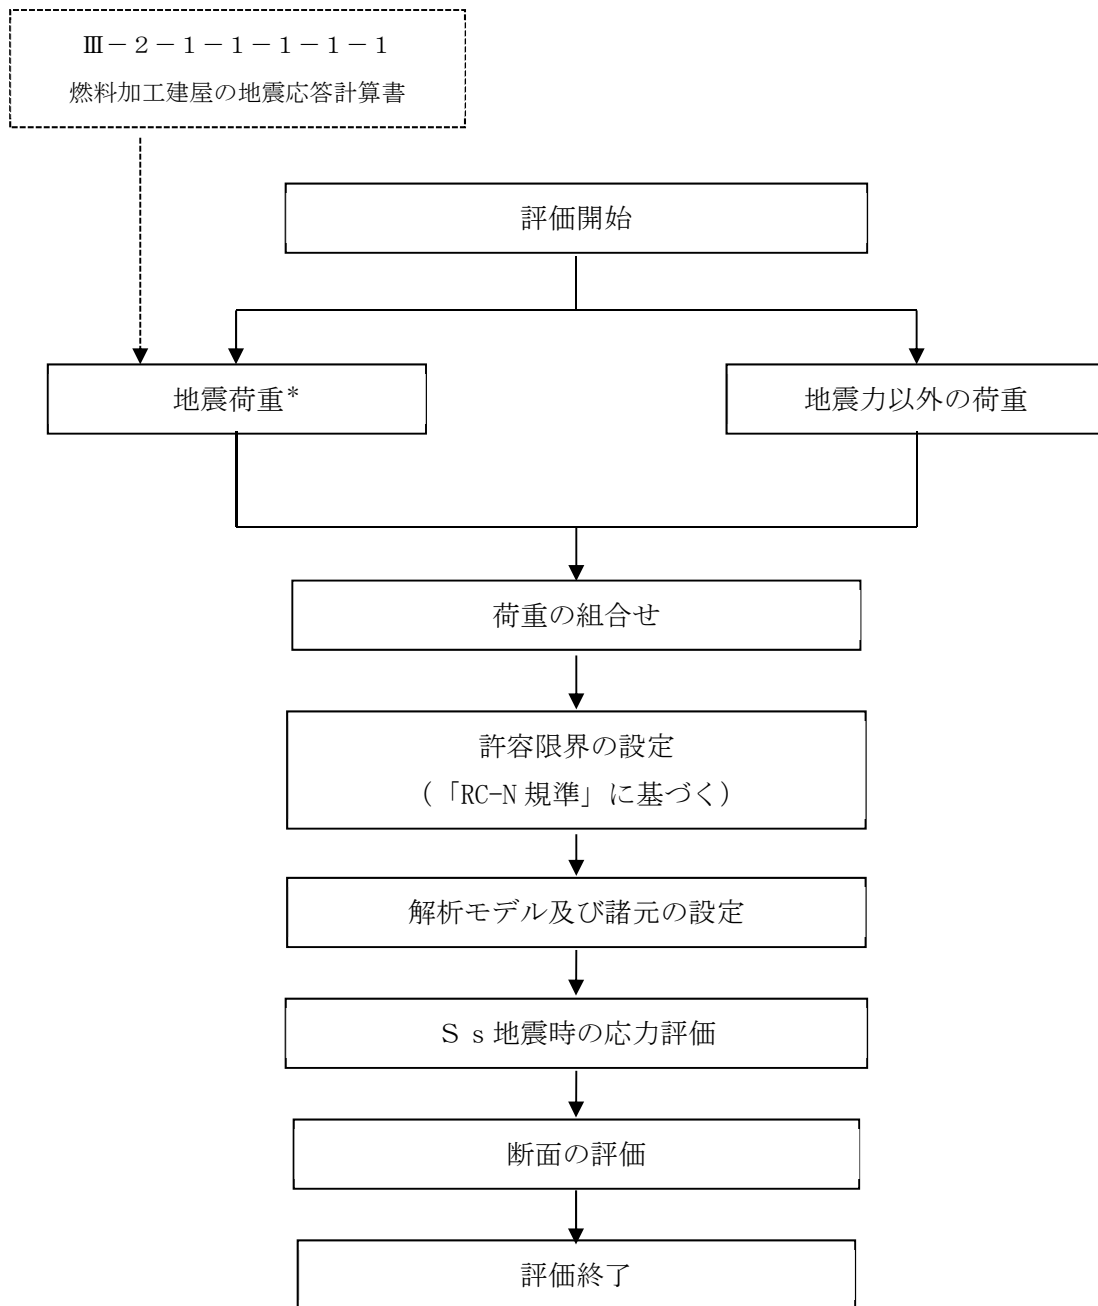 Ⅲ－２－１－１－１－１－１
燃料加工建屋の地震応答計算書
評価開始
地震荷重*
地震力以外の荷重
荷重の組合せ
許容限界の設定
（「RC-N 規準」に基づく）
解析モデル及び諸元の設定
Ｓｓ地震時の応力評価
断面の評価
評価終了